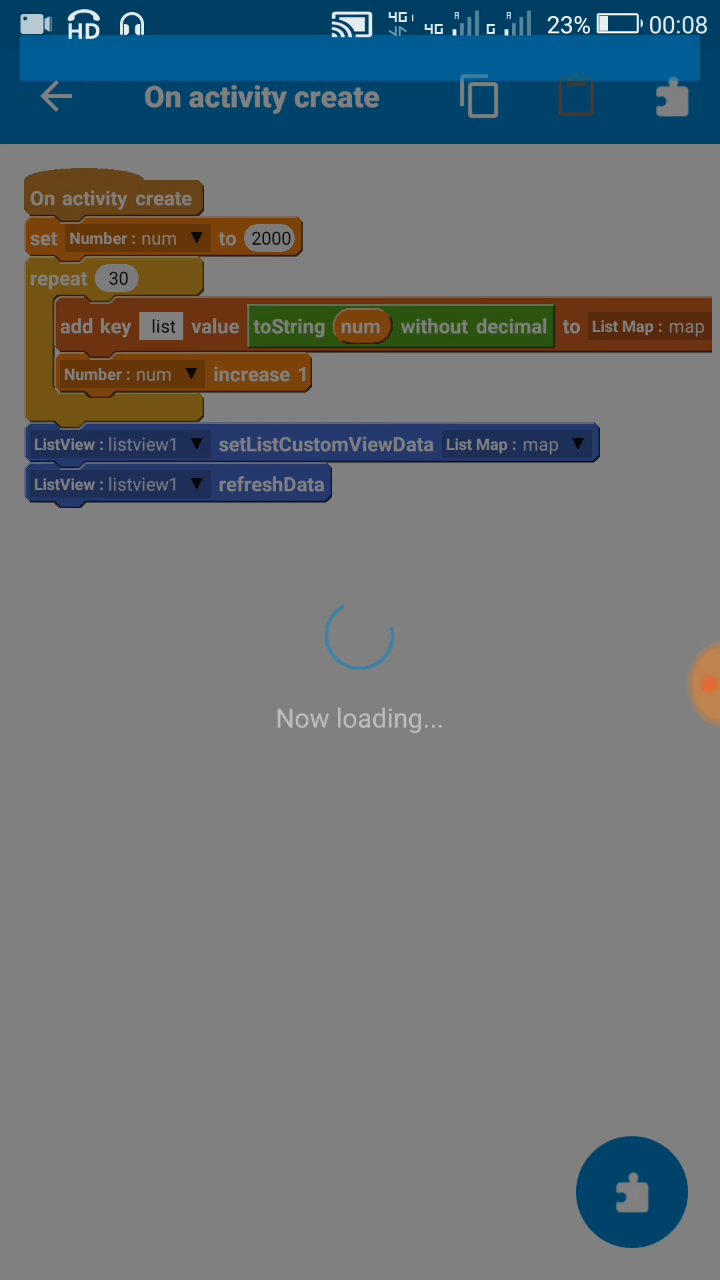 HD 4G 4G R G R 23% 00:08
On activity create
On activity create
set Number : num ▼ to 2000
repeat 30
add key list value toString num without decimal to List Map : map
Number : num ▼ increase 1
ListView : listview1 ▼ setListCustomViewData List Map : map ▼
ListView : listview1 ▼ refreshData
Now loading...